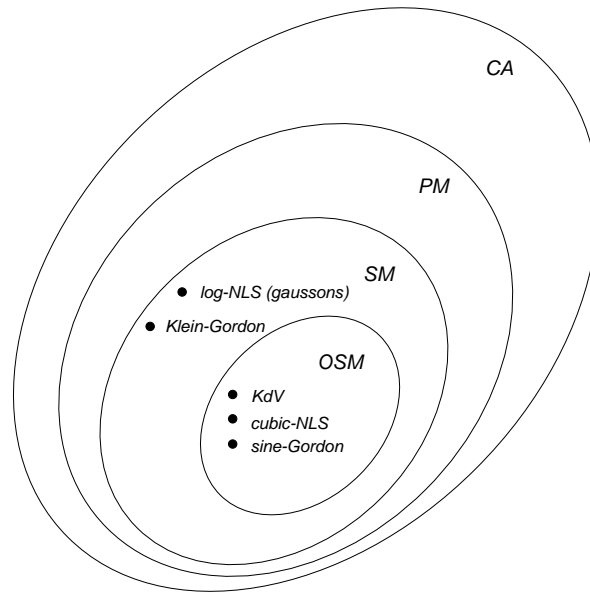 CA
PM
SM
log-NLS (gaussons)
Klein-Gordon
OSM
KdV
cubic-NLS
sine-Gordon